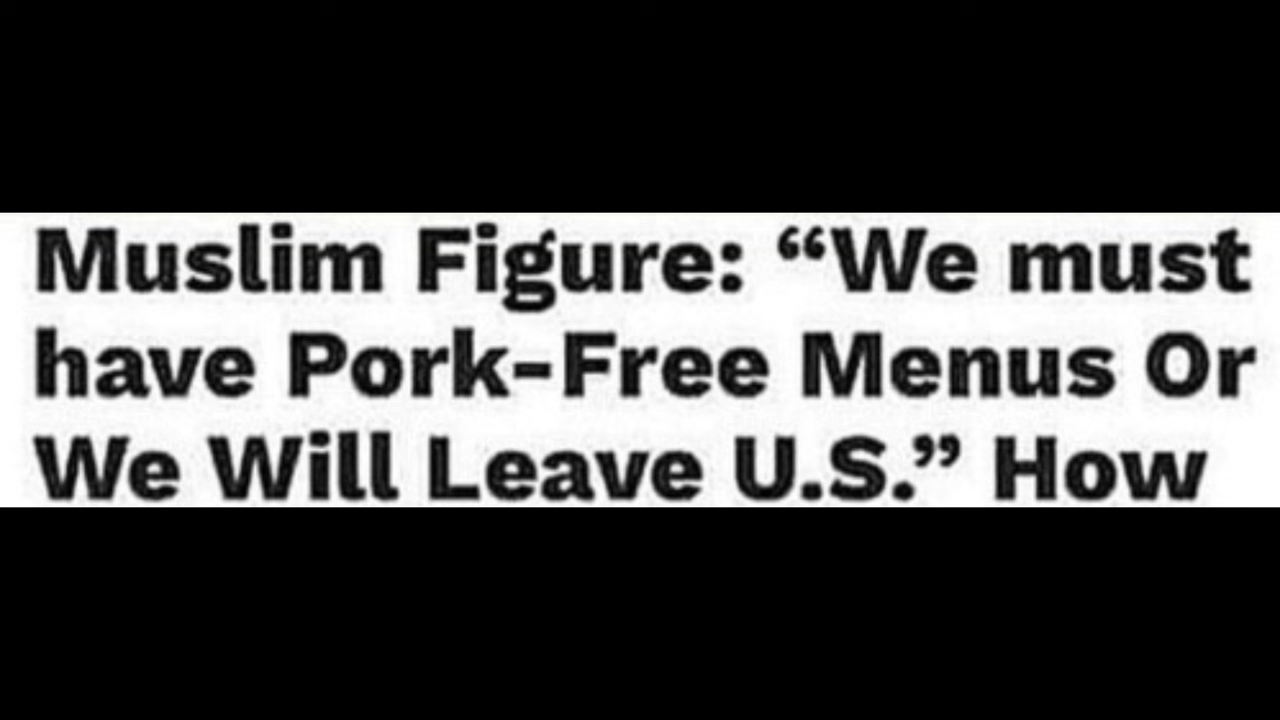 Muslim Figure: “We must
have Pork-Free Menus Or
We Will Leave U.S.” How